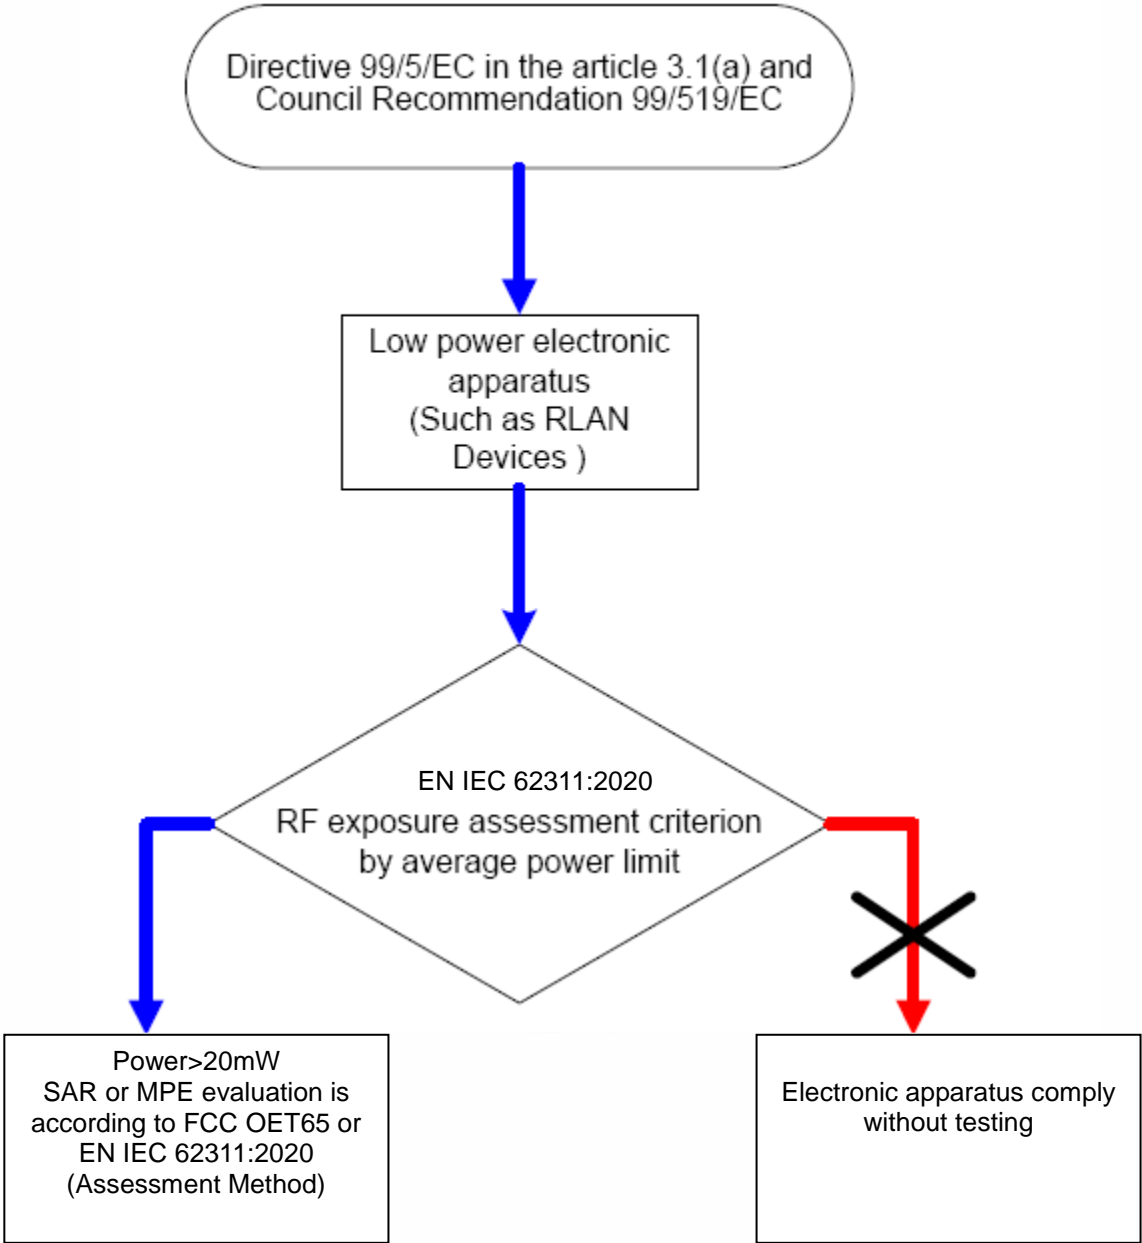 Directive 99/5/EC in the article 3.1(a) and
Council Recommendation 99/519/EC
Low power electronic
apparatus
(Such as RLAN
Devices )
EN IEC 62311:2020
RF exposure assessment criterion
by average power limit
Power>20mW
SAR or MPE evaluation is
according to FCC OET65 or
EN IEC 62311:2020
(Assessment Method)
Electronic apparatus comply
without testing